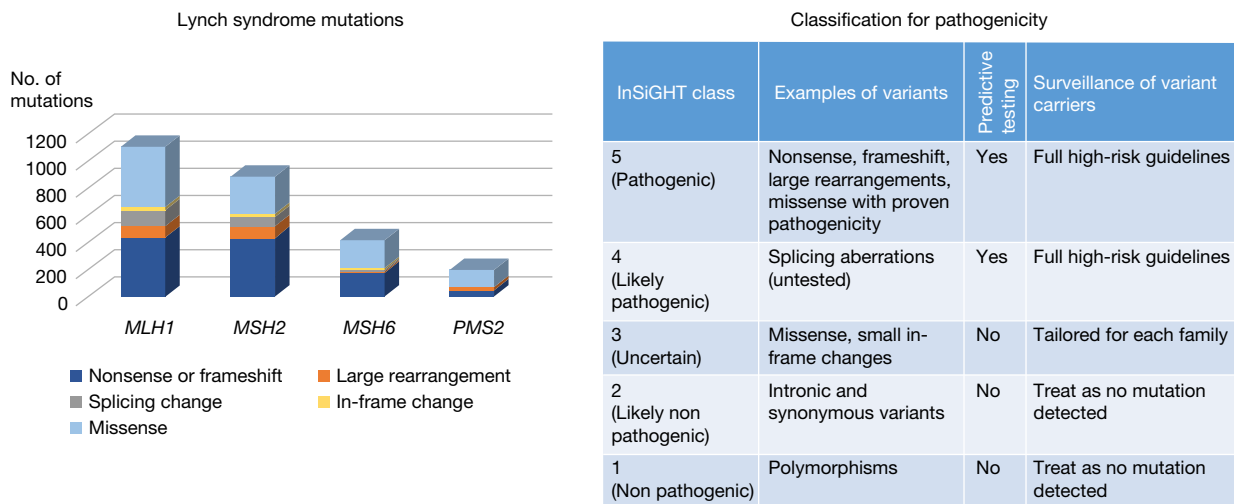 Lynch syndrome mutations
No. of
mutations
1200
1000
800
600
400
200
0
MLH1
MSH2
MSH6
PMS2
Nonsense or frameshift
Large rearrangement
Splicing change
In-frame change
Missense
Classification for pathogenicity
InSiGHT class
Examples of variants
Predictive
testing
Surveillance of variant
carriers
5
(Pathogenic)
Nonsense, frameshift,
large rearrangements,
missense with proven
pathogenicity
Yes
Full high-risk guidelines
4
(Likely
pathogenic)
Splicing aberrations
(untested)
Yes
Full high-risk guidelines
3
(Uncertain)
Missense, small in-
frame changes
No
Tailored for each family
2
(Likely non
pathogenic)
Intronic and
synonymous variants
No
Treat as no mutation
detected
1
(Non pathogenic)
Polymorphisms
No
Treat as no mutation
detected